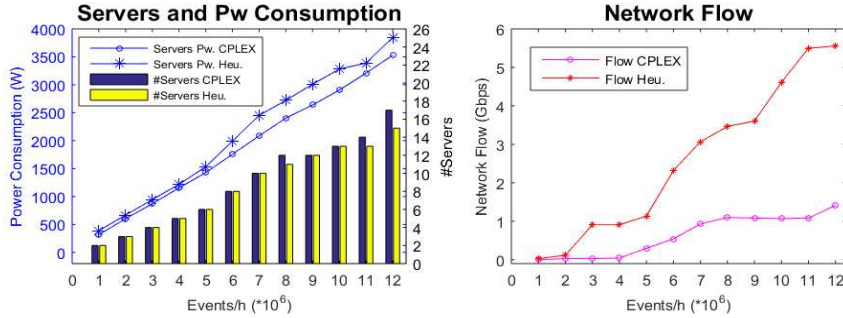 Servers and Pw Consumption
4000
3500
3000
2500
2000
1500
1000
500
0
Power Consumption (W)
Servers Pw. CPLEX
Servers Pw. Heu.
#Servers CPLEX
#Servers Heu.
26
24
22
20
18
16
14
12
10
8
6
4
2
0
#Servers
0 1 2 3 4 5 6 7 8 9 10 11 12
Events/h (*10^6)
Network Flow
6
5
4
3
2
1
0
Network Flow (Gbps)
Flow CPLEX
Flow Heu.
0 1 2 3 4 5 6 7 8 9 10 11 12
Events/h (*10^6)